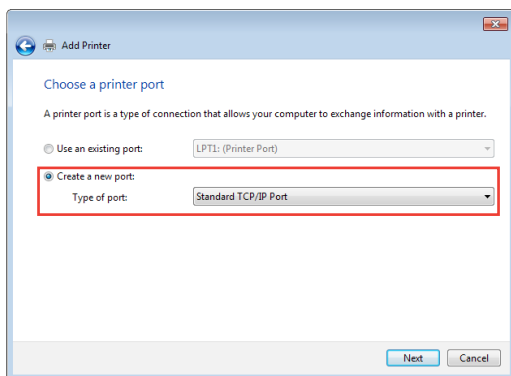 Add Printer
Choose a printer port
A printer port is a type of connection that allows your computer to exchange information with a printer.
Use an existing port: LPT1: (Printer Port)
Create a new port:
Type of port: Standard TCP/IP Port
Next Cancel